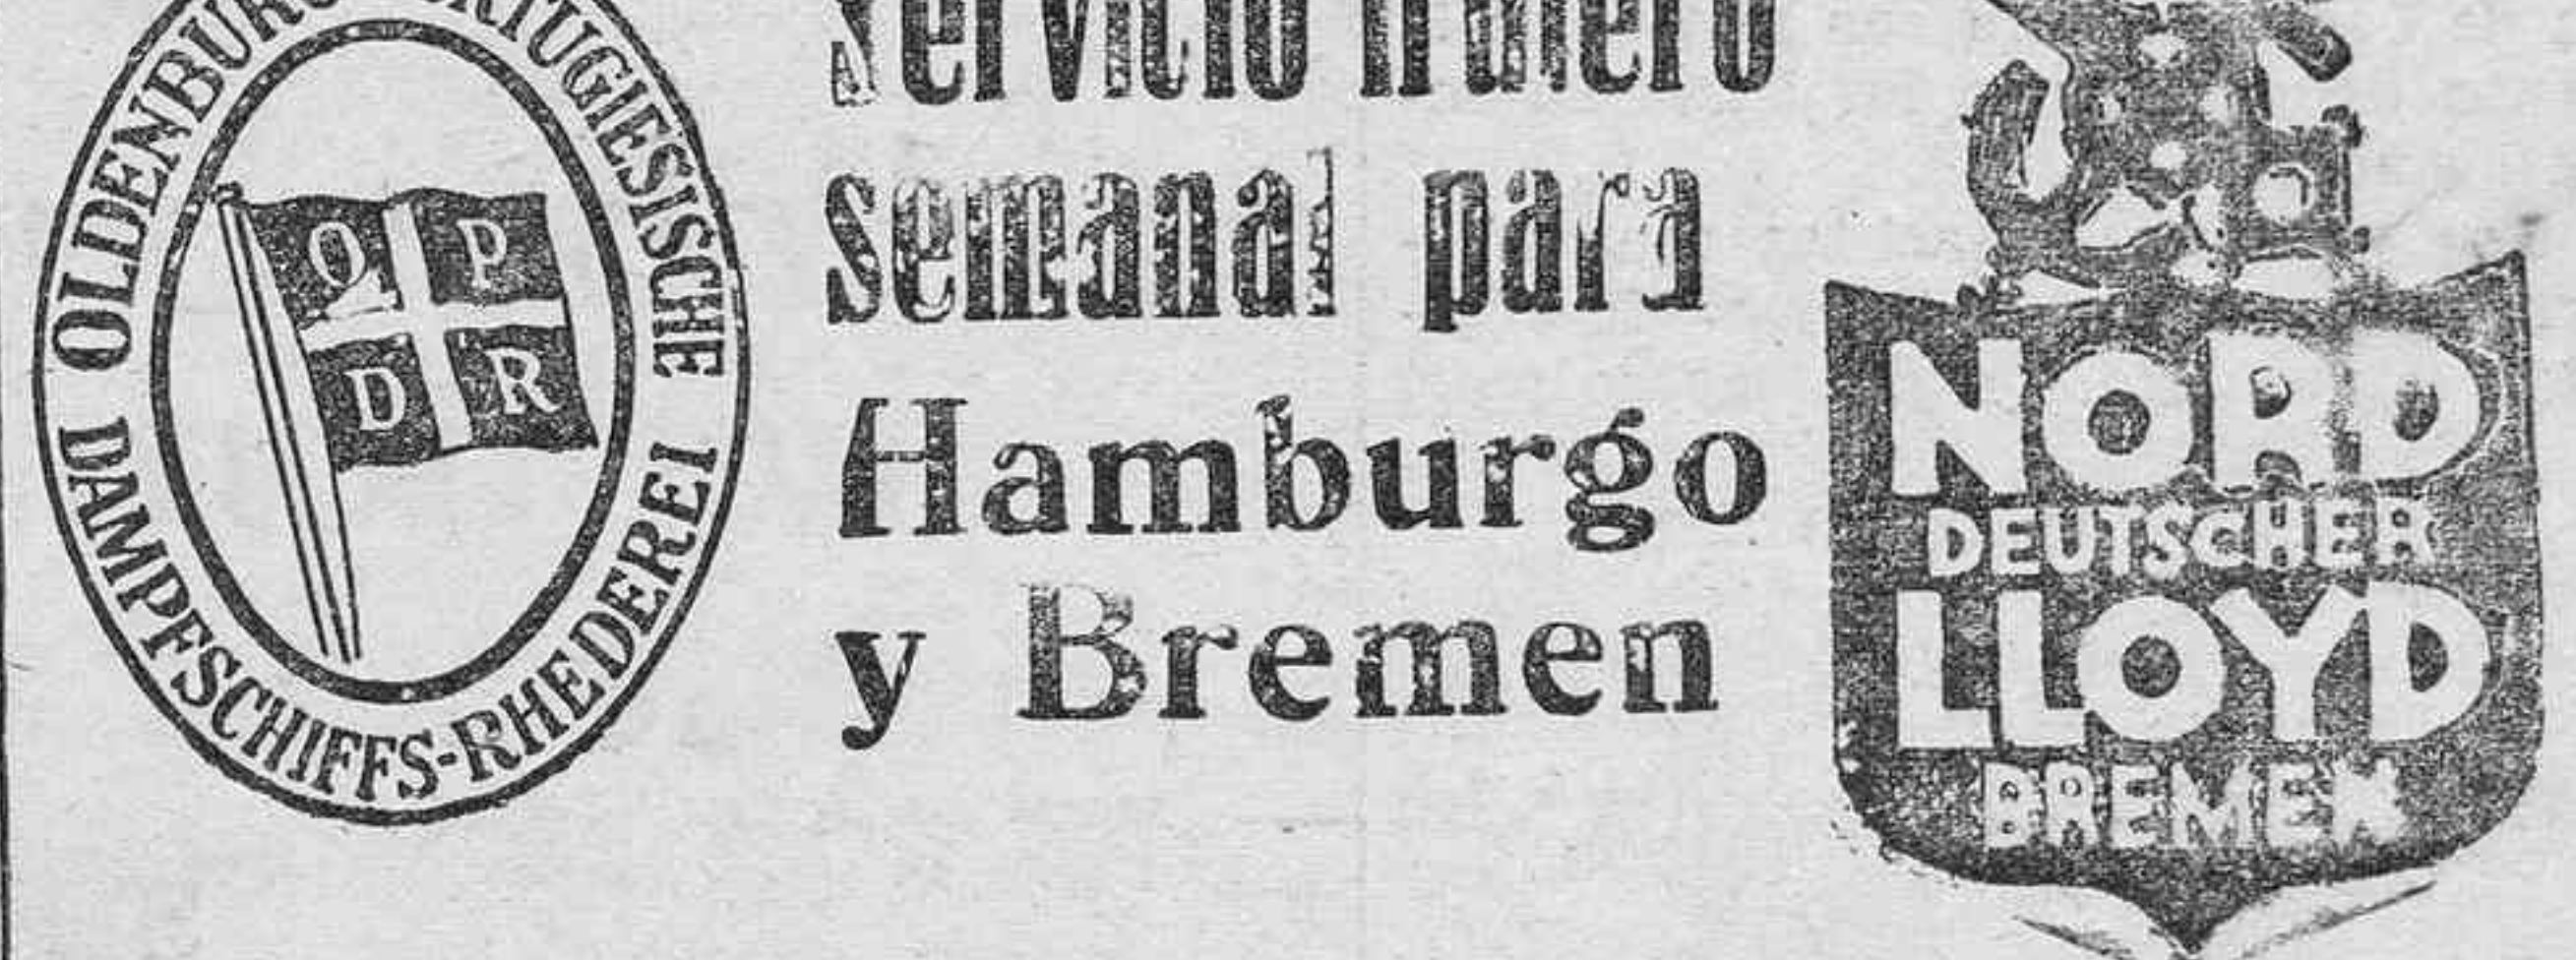 OLDENBURG-PORTUGIESISCHE
DAMPFSCHIFFS-RHEDEREI
O P
D R
Servicio frutero
semanal para
Hamburgo
y Bremen
NORD
DEUTSCHER
LLOYD
BREMEN